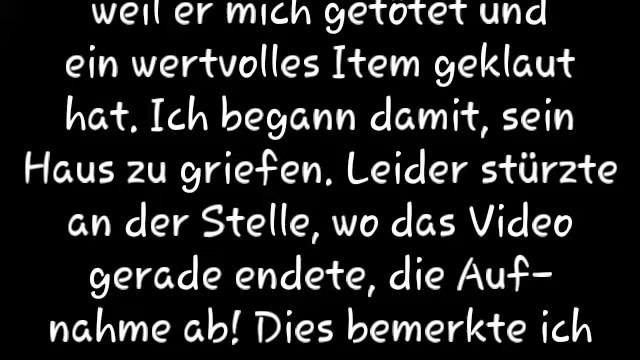 weil er mich getötet und
ein wertvolles Item geklaut
hat. Ich begann damit, sein
Haus zu griefen. Leider stürzte
an der Stelle, wo das Video
gerade endete, die Auf-
nahme ab! Dies bemerkte ich